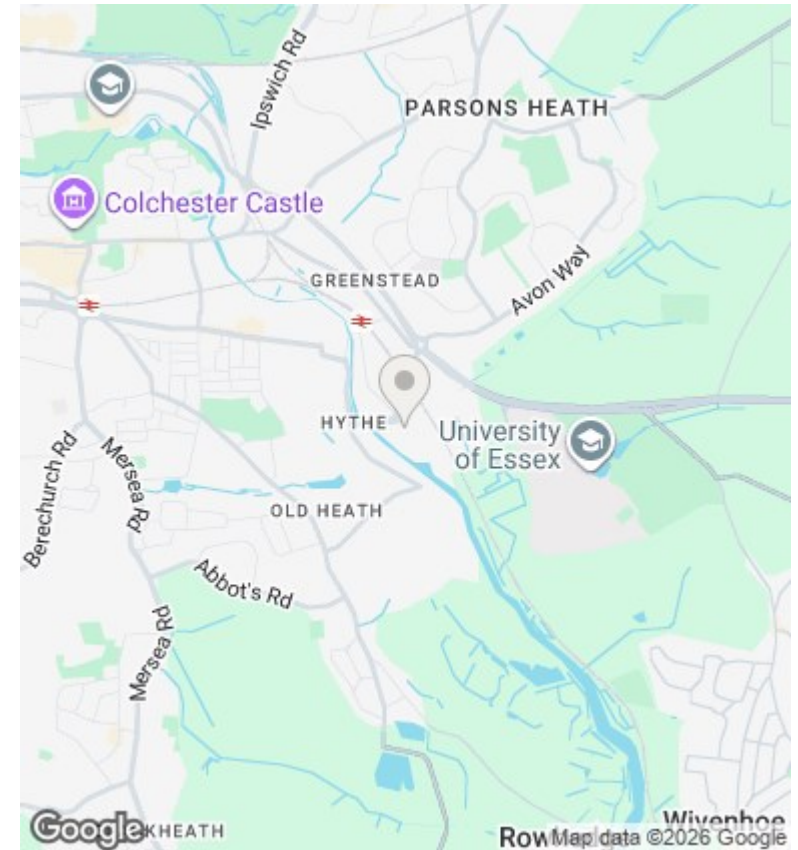 Ipswich Rd
PARSONS HEATH
Colchester Castle
GREENSTEAD
Avon Way
HYTHE
University
of Essex
Berechurch Rd
Mersea Rd
OLD HEATH
Abbot's Rd
Mersea Rd
Google
KHEATH
Wivenhoe
Row
Map data ©2026 Google